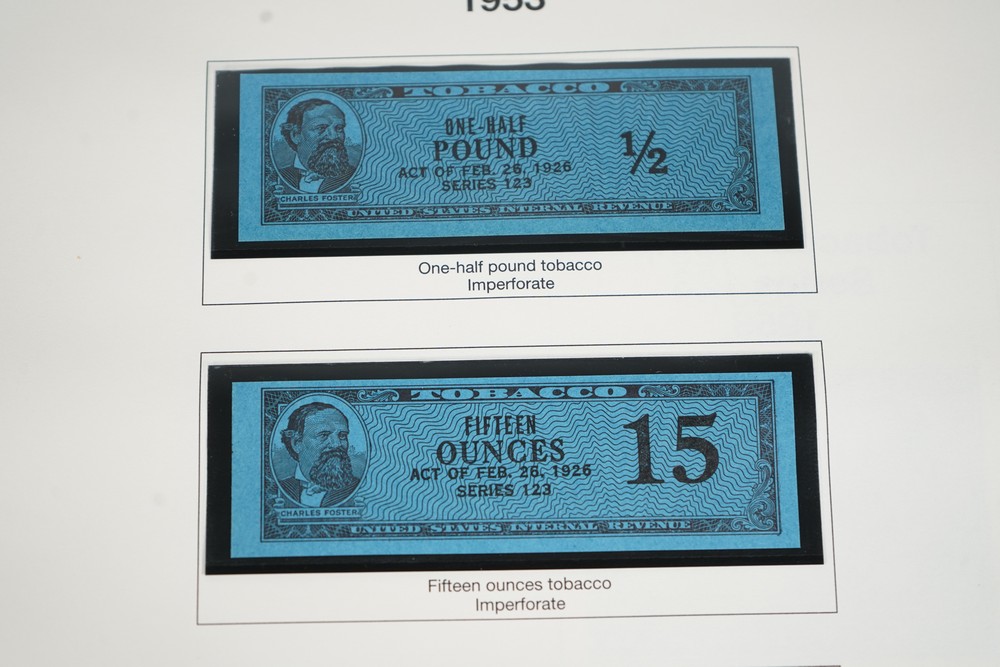 1953
TOBACCO
ONE-HALF
POUND
½
ACT OF FEB. 26, 1926
SERIES 123
CHARLES FOSTER
UNITED STATES INTERNAL REVENUE
One-half pound tobacco
Imperforate
TOBACCO
FIFTEEN
OUNCES
15
ACT OF FEB. 26, 1926
SERIES 123
CHARLES FOSTER
UNITED STATES INTERNAL REVENUE
Fifteen ounces tobacco
Imperforate